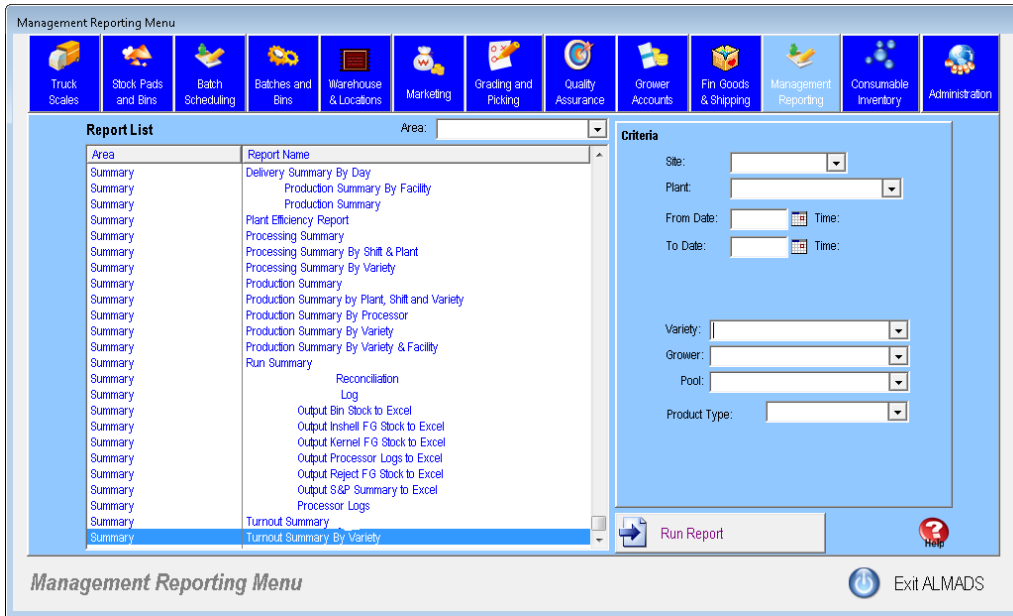 Management Reporting Menu
Truck Scales
Stock Pads and Bins
Batch Scheduling
Batches and Bins
Warehouse & Locations
Marketing
Grading and Picking
Quality Assurance
Grower Accounts
Fin Goods & Shipping
Management Reporting
Consumable Inventory
Administration
Report List Area:
Area Report Name
Summary Delivery Summary By Day
Summary Production Summary By Facility
Summary Production Summary
Summary Plant Efficiency Report
Summary Processing Summary
Summary Processing Summary By Shift & Plant
Summary Processing Summary By Variety
Summary Production Summary
Summary Production Summary by Plant, Shift and Variety
Summary Production Summary By Processor
Summary Production Summary By Variety
Summary Production Summary By Variety & Facility
Summary Run Summary
Summary Reconciliation
Summary Log
Summary Output Bin Stock to Excel
Summary Output Inshell FG Stock to Excel
Summary Output Kernel FG Stock to Excel
Summary Output Processor Logs to Excel
Summary Output Reject FG Stock to Excel
Summary Output S&P Summary to Excel
Summary Processor Logs
Summary Turnout Summary
Summary Turnout Summary By Variety
Criteria
Site:
Plant:
From Date: Time:
To Date: Time:
Variety:
Grower:
Pool:
Product Type:
Run Report
Help
Management Reporting Menu
Exit ALMADS